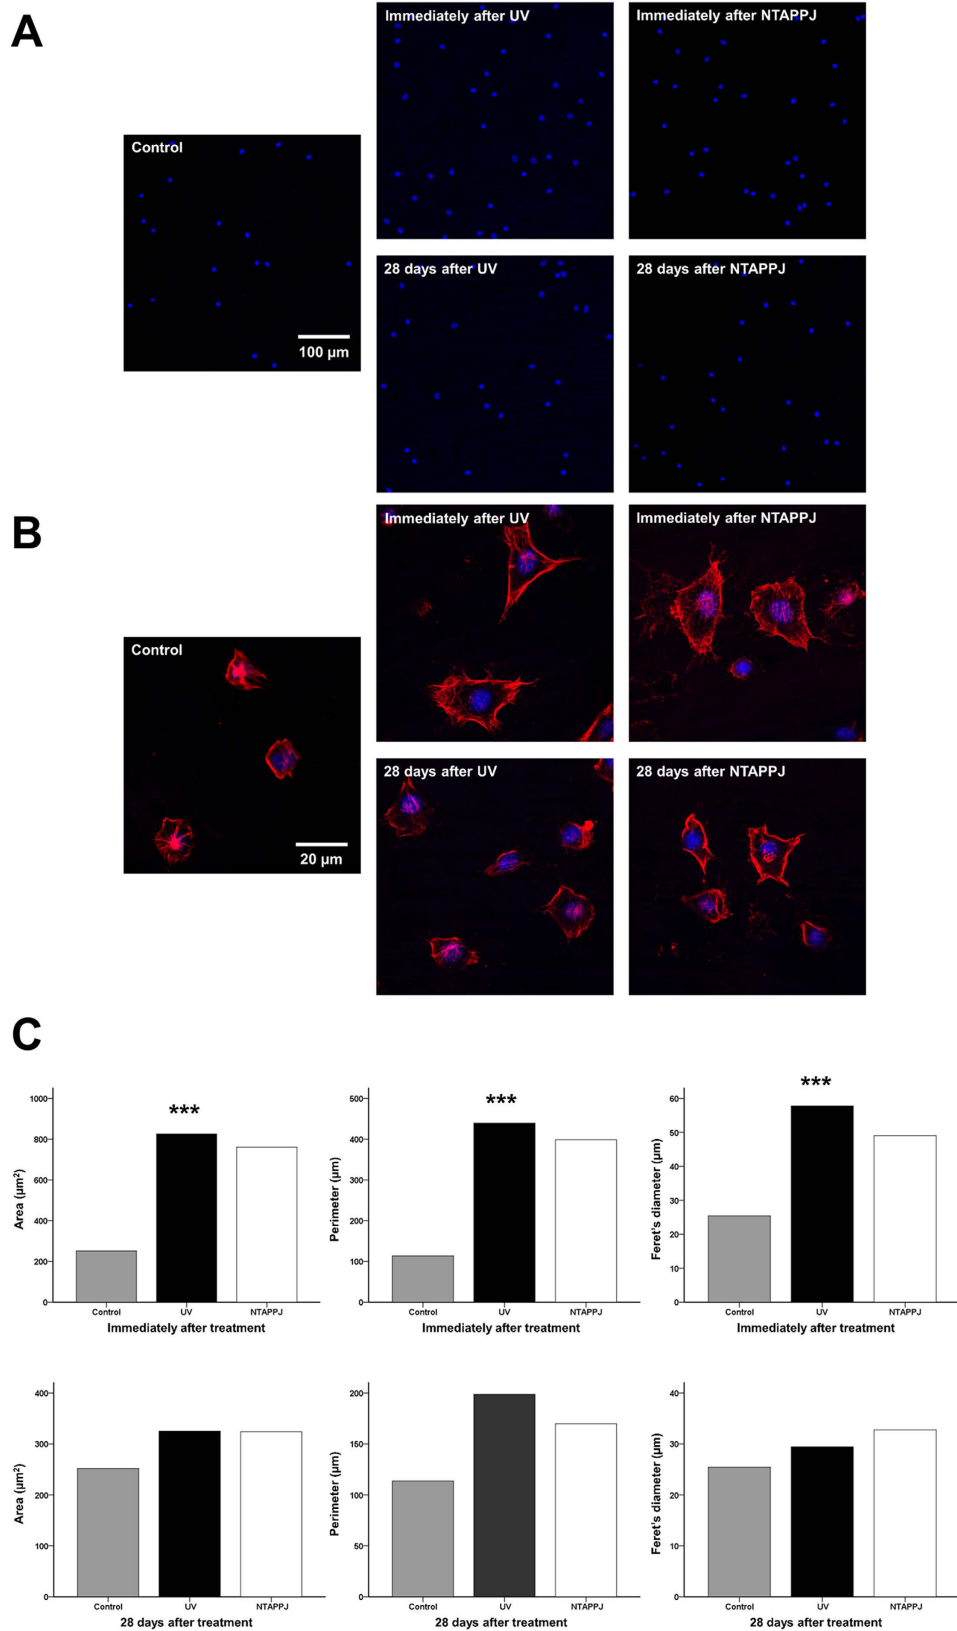 A
Immediately after UV
Immediately after NTAPPJ
Control
100 µm
28 days after UV
28 days after NTAPPJ
B
Immediately after UV
Immediately after NTAPPJ
Control
20 µm
28 days after UV
28 days after NTAPPJ
C
Area (µm²)
1000
800
600
400
200
0
***
Control UV NTAPPJ
Immediately after treatment
Perimeter (µm)
500
400
300
200
100
0
***
Control UV NTAPPJ
Immediately after treatment
Feret's diameter (µm)
60
50
40
30
20
10
0
***
Control UV NTAPPJ
Immediately after treatment
Area (µm²)
400
300
200
100
0
Control UV NTAPPJ
28 days after treatment
Perimeter (µm)
200
150
100
50
0
Control UV NTAPPJ
28 days after treatment
Feret's diameter (µm)
40
30
20
10
0
Control UV NTAPPJ
28 days after treatment